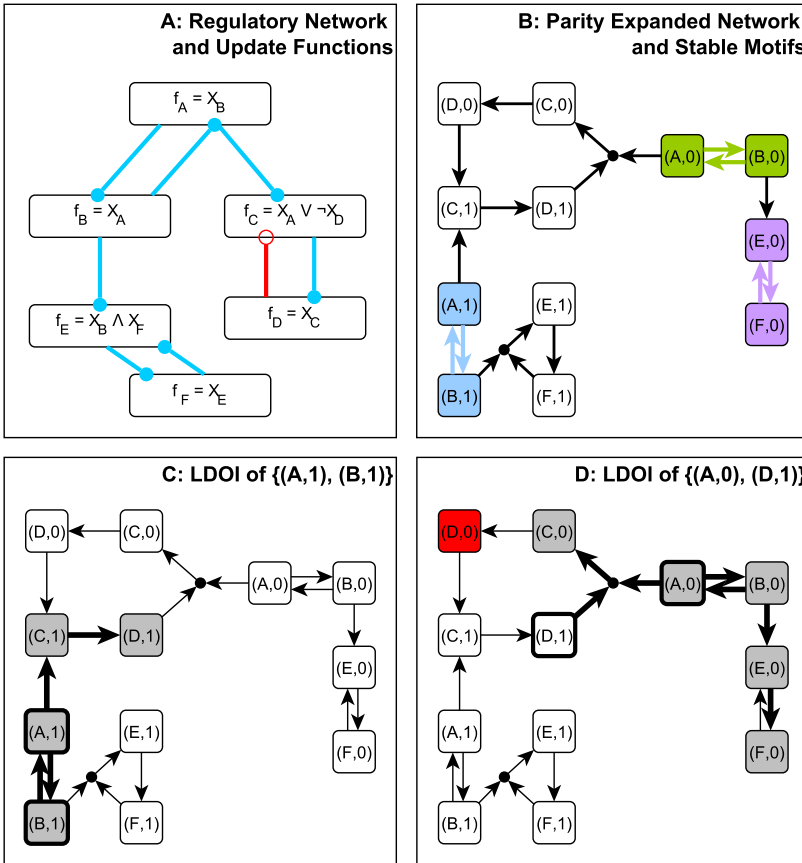 A: Regulatory Network
and Update Functions
f_A = X_B
f_B = X_A
f_C = X_A V ¬X_D
f_E = X_B Λ X_F
f_D = X_C
f_F = X_E
B: Parity Expanded Network
and Stable Motifs
(D,0) (C,0)
(A,0) (B,0)
(C,1) (D,1)
(E,0)
(A,1) (E,1)
(F,0)
(B,1) (F,1)
C: LDOI of {(A,1), (B,1)}
(D,0) (C,0)
(A,0) (B,0)
(C,1) (D,1)
(E,0)
(A,1) (E,1)
(F,0)
(B,1) (F,1)
D: LDOI of {(A,0), (D,1)}
(D,0) (C,0)
(A,0) (B,0)
(C,1) (D,1)
(E,0)
(A,1) (E,1)
(F,0)
(B,1) (F,1)